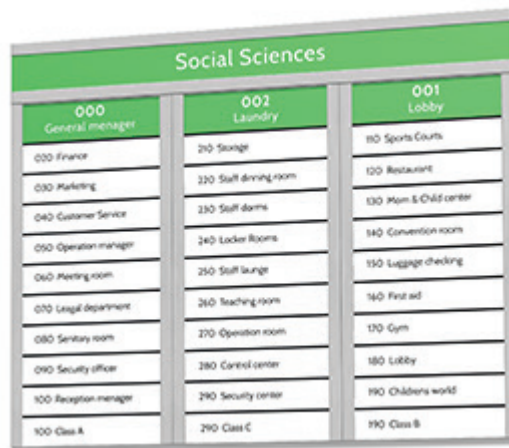 Social Sciences
000
General menager
020 Finance
030 Marketing
040 Customer Service
050 Operation manager
060 Meeting room
070 Leagal department
080 Sanitary room
090 Security officer
100 Reception manager
100 Class A
002
Laundry
210 Storage
220 Staff dinning room
230 Staff dorms
240 Locker Rooms
250 Staff launge
260 Teaching room
270 Operation room
280 Control center
290 Security center
290 Class C
001
Lobby
110 Sports Courts
120 Restaurant
130 Mom & Child center
140 Convention room
150 Luggage checking
160 First aid
170 Gym
180 Lobby
190 Childrens world
190 Class B